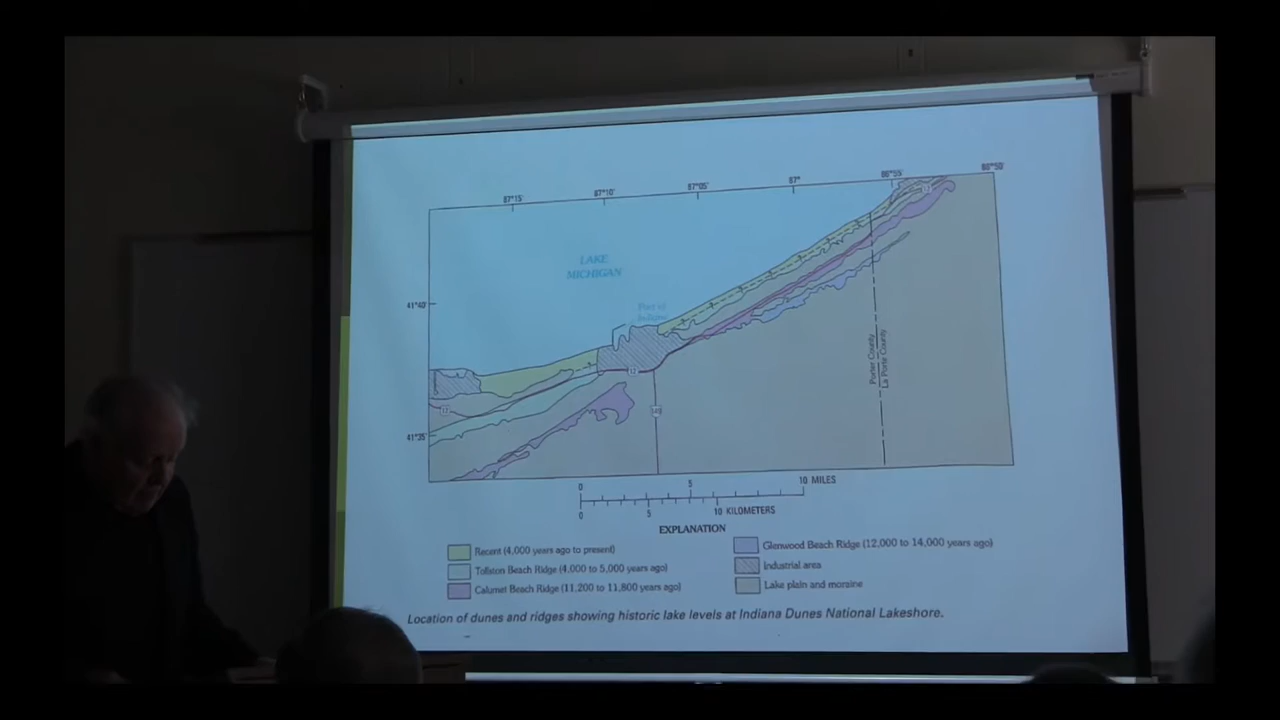 87°15'
87°10'
87°05'
87°
86°55'
86°50'
12
LAKE
MICHIGAN
41°40'
Port of
Indiana
12
12
41°35'
Porter County
La Porte County
0 5 10 MILES
0 5 10 KILOMETERS
EXPLANATION
Recent (4,000 years ago to present)
Tolleston Beach Ridge (4,000 to 5,000 years ago)
Calumet Beach Ridge (11,200 to 11,800 years ago)
Glenwood Beach Ridge (12,000 to 14,000 years ago)
Industrial area
Lake plain and moraine
Location of dunes and ridges showing historic lake levels at Indiana Dunes National Lakeshore.